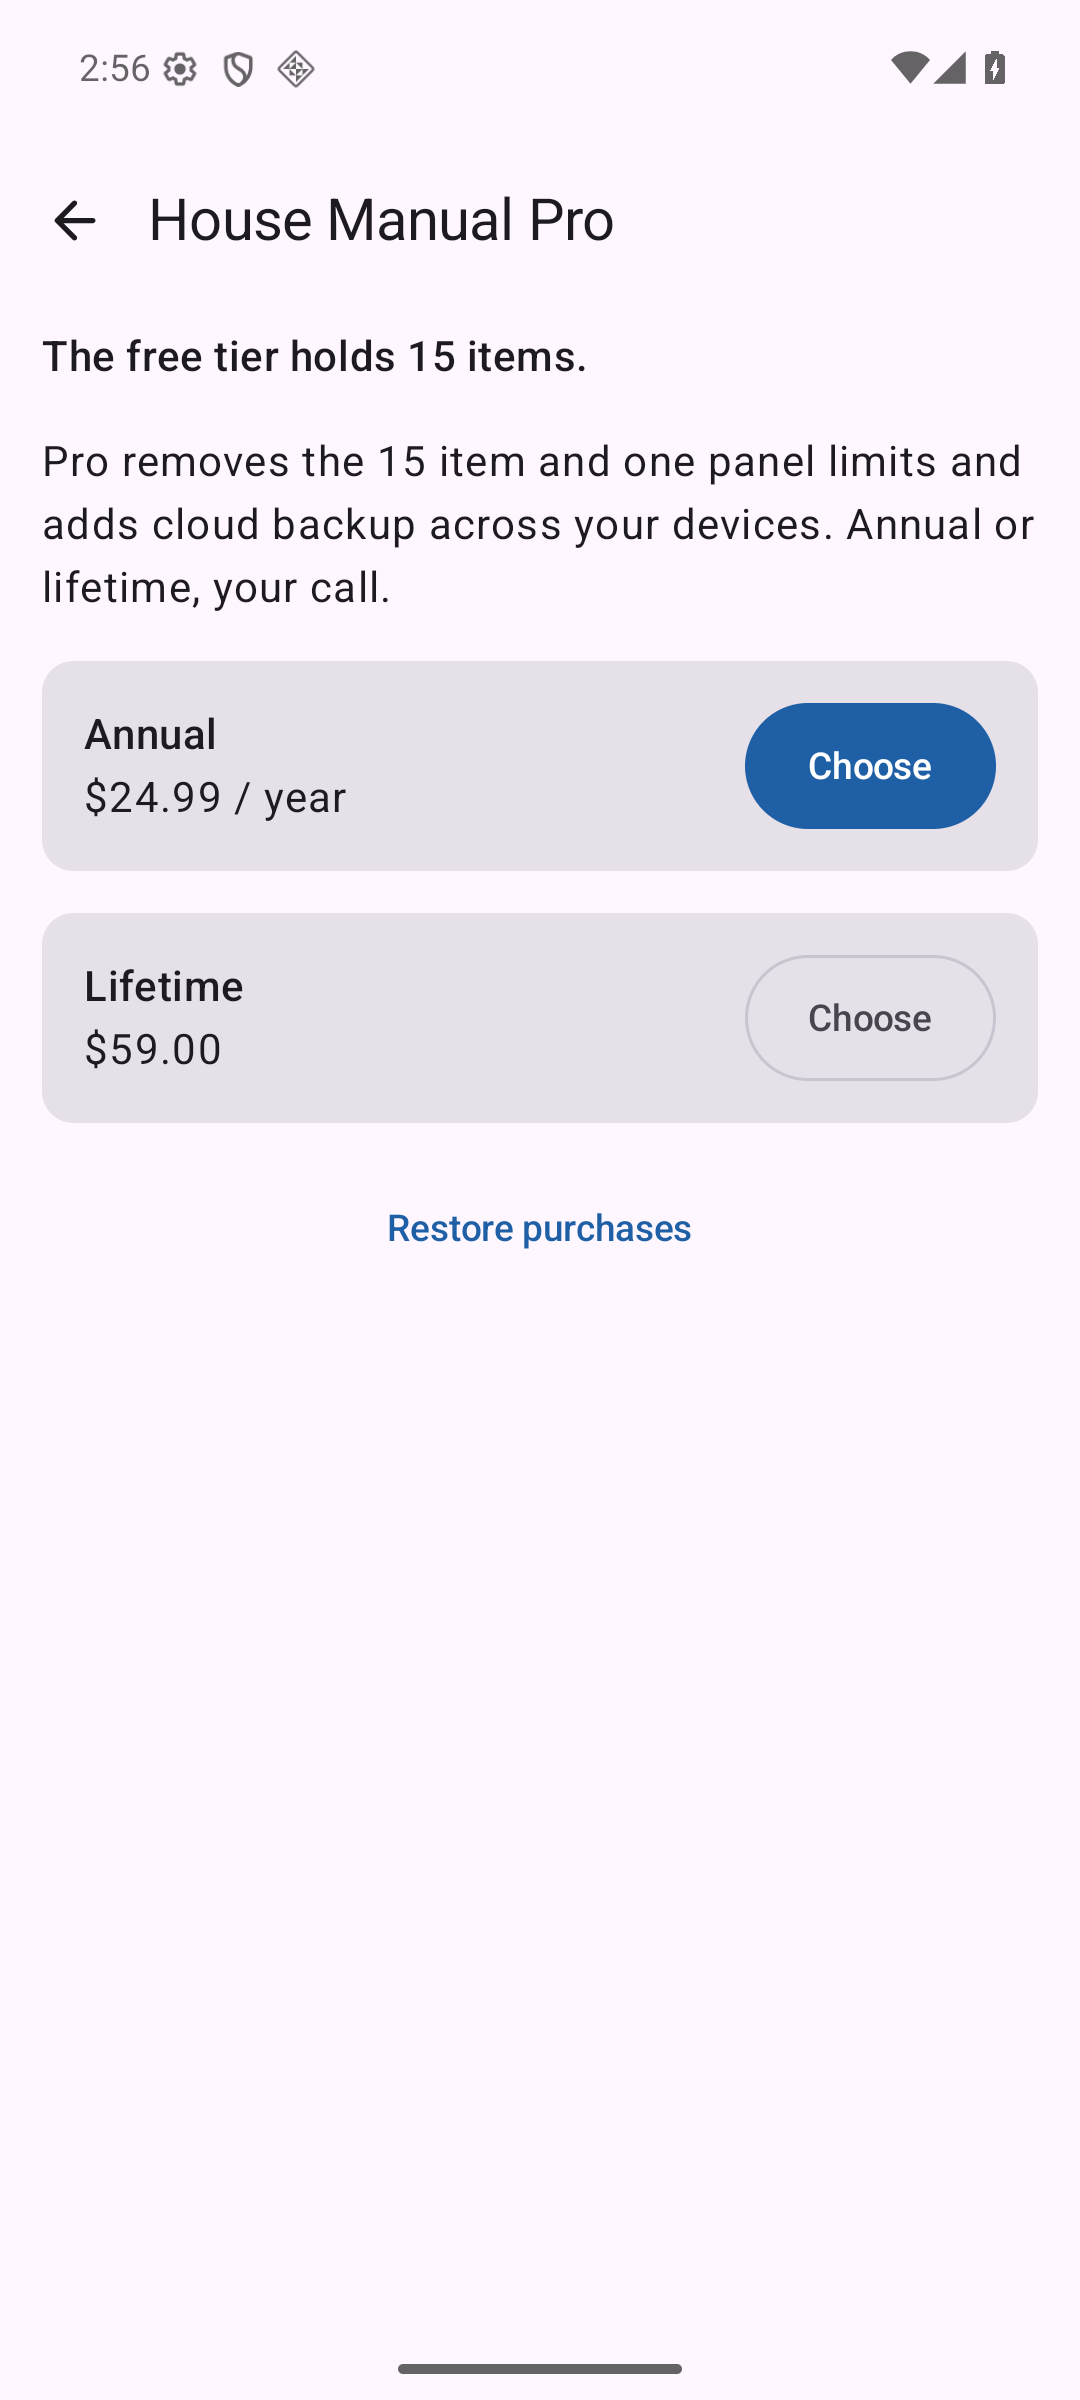 2:56
House Manual Pro
The free tier holds 15 items.
Pro removes the 15 item and one panel limits and
adds cloud backup across your devices. Annual or
lifetime, your call.
Annual
$24.99 / year
Choose
Lifetime
$59.00
Choose
Restore purchases